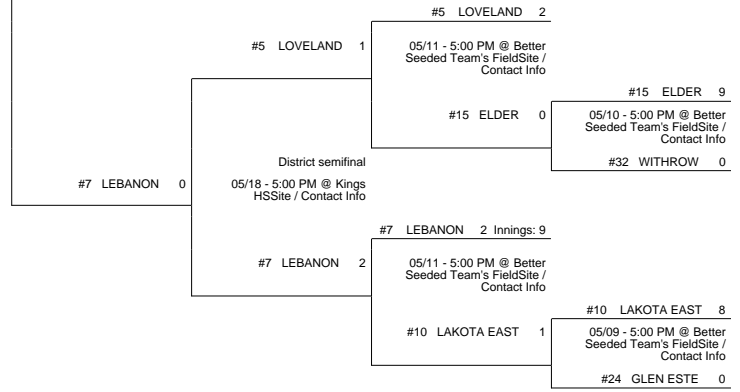 #5 LOVELAND 2
#5 LOVELAND 1
05/11 - 5:00 PM @ Better
Seeded Team's FieldSite /
Contact Info
#15 ELDER 9
#15 ELDER 0
05/10 - 5:00 PM @ Better
Seeded Team's FieldSite /
Contact Info
#32 WITHROW 0
District semifinal
#7 LEBANON 0
05/18 - 5:00 PM @ Kings
HSSite / Contact Info
#7 LEBANON 2 Innings: 9
#7 LEBANON 2
05/11 - 5:00 PM @ Better
Seeded Team's FieldSite /
Contact Info
#10 LAKOTA EAST 8
#10 LAKOTA EAST 1
05/09 - 5:00 PM @ Better
Seeded Team's FieldSite /
Contact Info
#24 GLEN ESTE 0